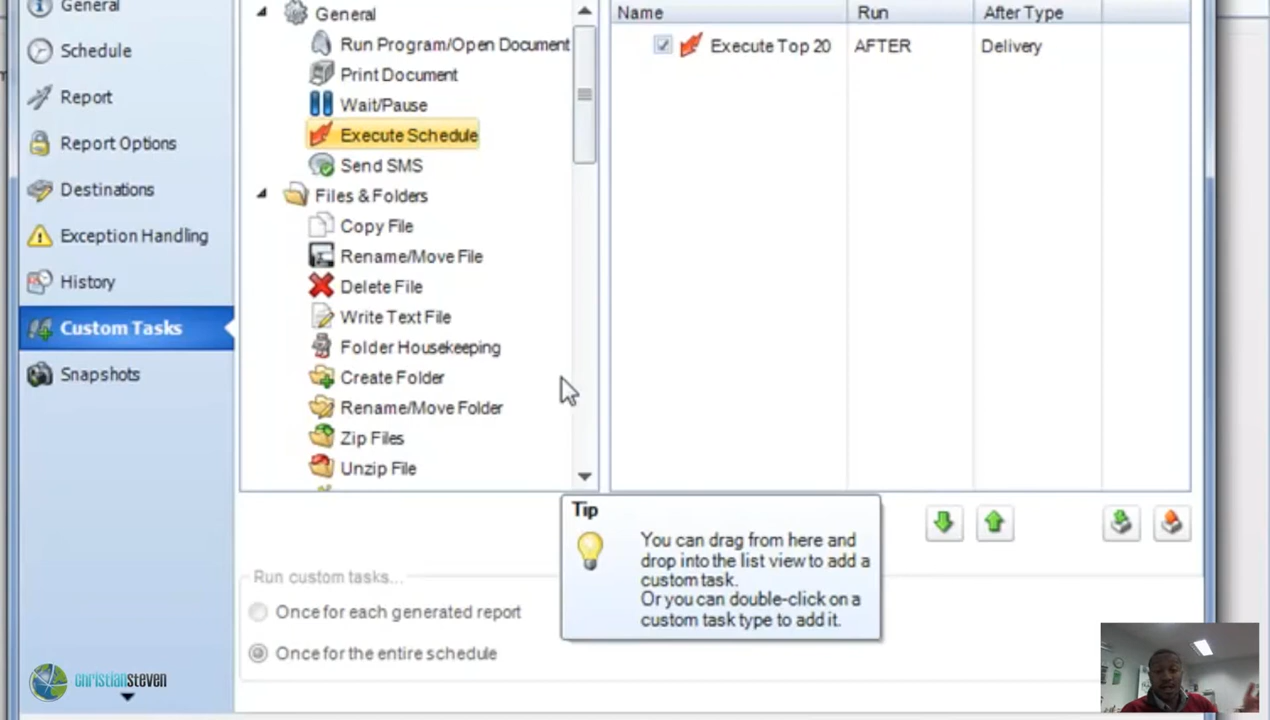 General
Schedule
Report
Report Options
Destinations
Exception Handling
History
Custom Tasks
Snapshots
General
Run Program/Open Document
Print Document
Wait/Pause
Execute Schedule
Send SMS
Files & Folders
Copy File
Rename/Move File
Delete File
Write Text File
Folder Housekeeping
Create Folder
Rename/Move Folder
Zip Files
Unzip File
Name Run After Type
Execute Top 20 AFTER Delivery
Tip
You can drag from here and
drop into the list view to add a
custom task.
Or you can double-click on a
custom task type to add it.
Run custom tasks...
Once for each generated report
Once for the entire schedule
christiansteven